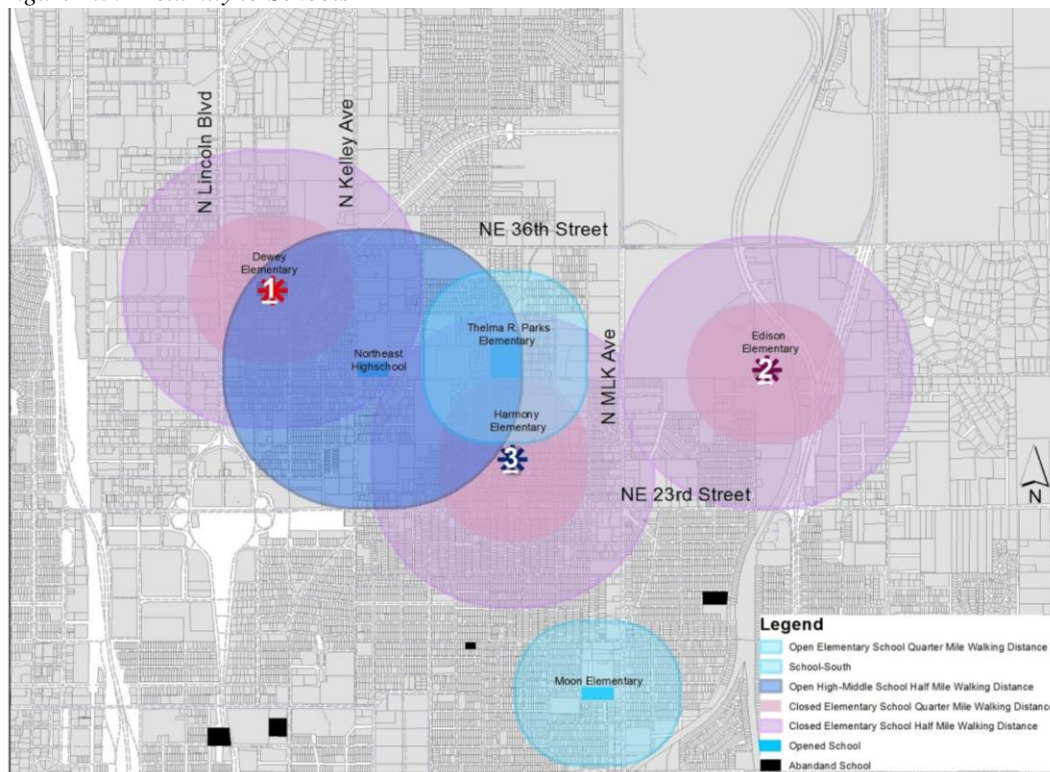 N Lincoln Blvd
N Kelley Ave
NE 36th Street
Dewey
Elementary
1
Thelma R. Parks
Elementary
Northeast
Highschool
N MLK Ave
Edison
Elementary
2
Harmony
Elementary
3
NE 23rd Street
N
Moon Elementary
Legend
Open Elementary School Quarter Mile Walking Distance
School-South
Open High-Middle School Half Mile Walking Distance
Closed Elementary School Quarter Mile Walking Distance
Closed Elementary School Half Mile Walking Distance
Opened School
Abandand School